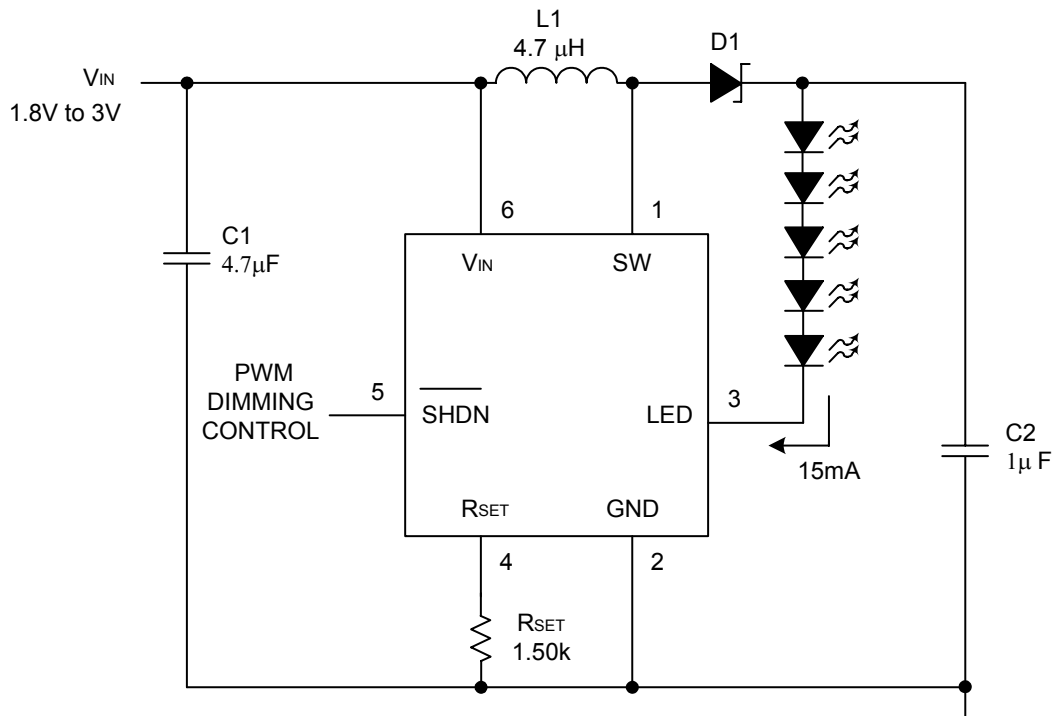 L1
4.7 μH
D1
VIN
1.8V to 3V
6
1
C1
4.7μF
VIN
SW
PWM
DIMMING
CONTROL
5
SHDN
LED
3
15mA
C2
1μ F
RSET
GND
4
2
RSET
1.50k